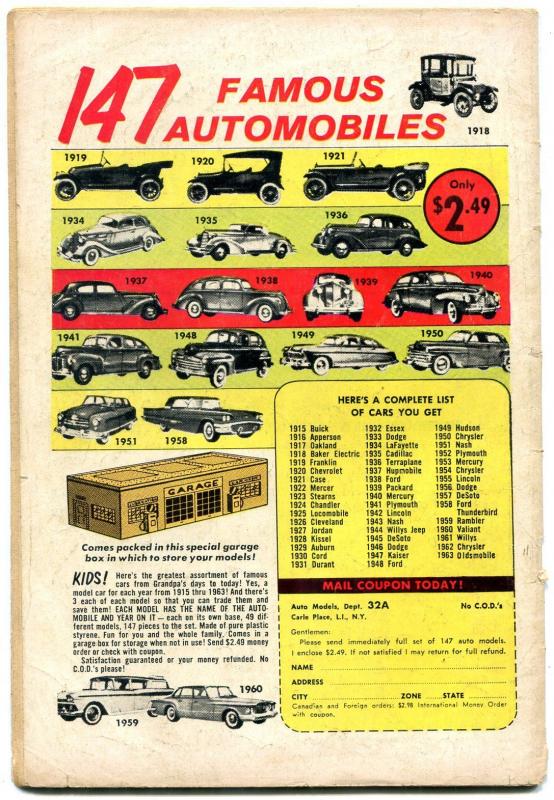 147 FAMOUS
AUTOMOBILES
1918
1919
1920
1921
Only
$2.49
1934
1935
1936
1937
1938
1939
1940
1941
1948
1949
1950
1951
1958
HERE'S A COMPLETE LIST
OF CARS YOU GET
1915 Buick
1916 Apperson
1917 Oakland
1918 Baker Electric
1919 Franklin
1920 Chevrolet
1921 Case
1922 Mercer
1923 Stearns
1924 Chandler
1925 Locomobile
1926 Cleveland
1927 Jordan
1928 Kissel
1929 Auburn
1930 Cord
1931 Durant
1932 Essex
1933 Dodge
1934 LaFayette
1935 Cadillac
1936 Terraplane
1937 Hupmobile
1938 Ford
1939 Packard
1940 Mercury
1941 Plymouth
1942 Lincoln
1943 Nash
1944 Willys Jeep
1945 DeSoto
1946 Dodge
1947 Kaiser
1948 Ford
1949 Hudson
1950 Chrysler
1951 Nash
1952 Plymouth
1953 Mercury
1954 Chrysler
1955 Lincoln
1956 Dodge
1957 DeSoto
1958 Ford
Thunderbird
1959 Rambler
1960 Valiant
1961 Willys
1962 Chrysler
1963 Oldsmobile
GARAGE
Comes packed in this special garage
box in which to store your models!
KIDS! Here's the greatest assortment of famous
cars from Grandpa's days to today! Yes, a
model car for each year from 1915 thru 1963! And there's
3 each of each model so that you can trade them and
save them! EACH MODEL HAS THE NAME OF THE AUTO-
MOBILE AND YEAR ON IT — each on its own base, 49 dif-
ferent models, 147 pieces to the set. Made of pure plastic
styrene. Fun for you and the whole family. Comes in a
garage box for storage when not in use! Send $2.49 money
order or check with coupon.
Satisfaction guaranteed or your money refunded. No
C.O.D.'s please!
1959
1960
MAIL COUPON TODAY!
Auto Models, Dept. 32A No C.O.D.'s
Carle Place, L.I., N.Y.
Gentlemen:
Please send immediately full set of 147 auto models.
I enclose $2.49. If not satisfied I may return for full refund.
NAME
ADDRESS
CITY ZONE STATE
Canadian and Foreign orders: $2.98 International Money Order
with coupon.